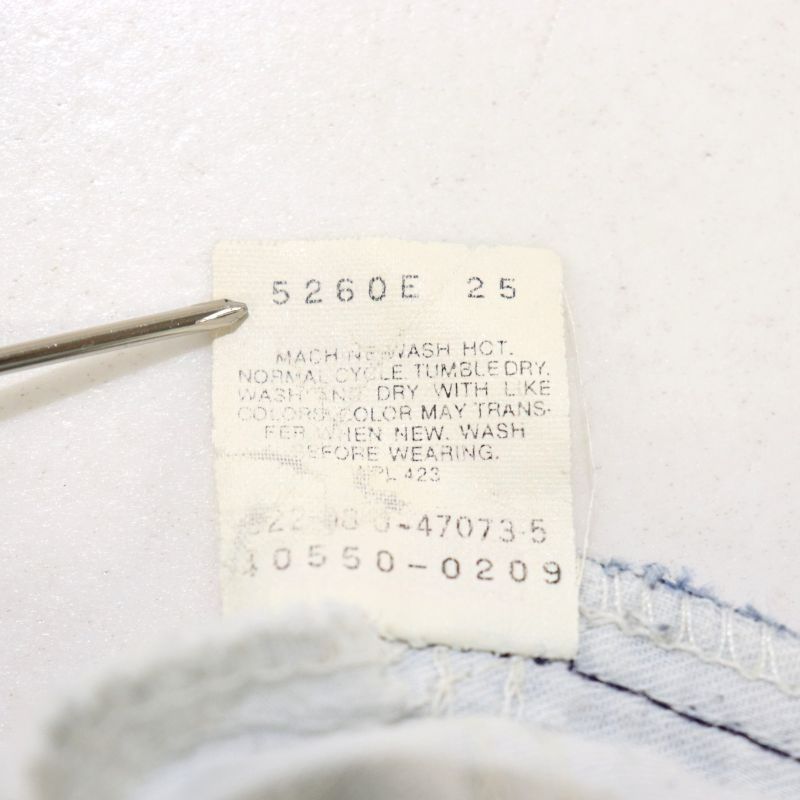 5260E 25
MACHINE WASH HOT.
NORMAL CYCLE TUMBLE DRY.
WASH AND DRY WITH LIKE
COLORS. COLOR MAY TRANS-
FER WHEN NEW. WASH
BEFORE WEARING.
423
-47073-5
10550-0209